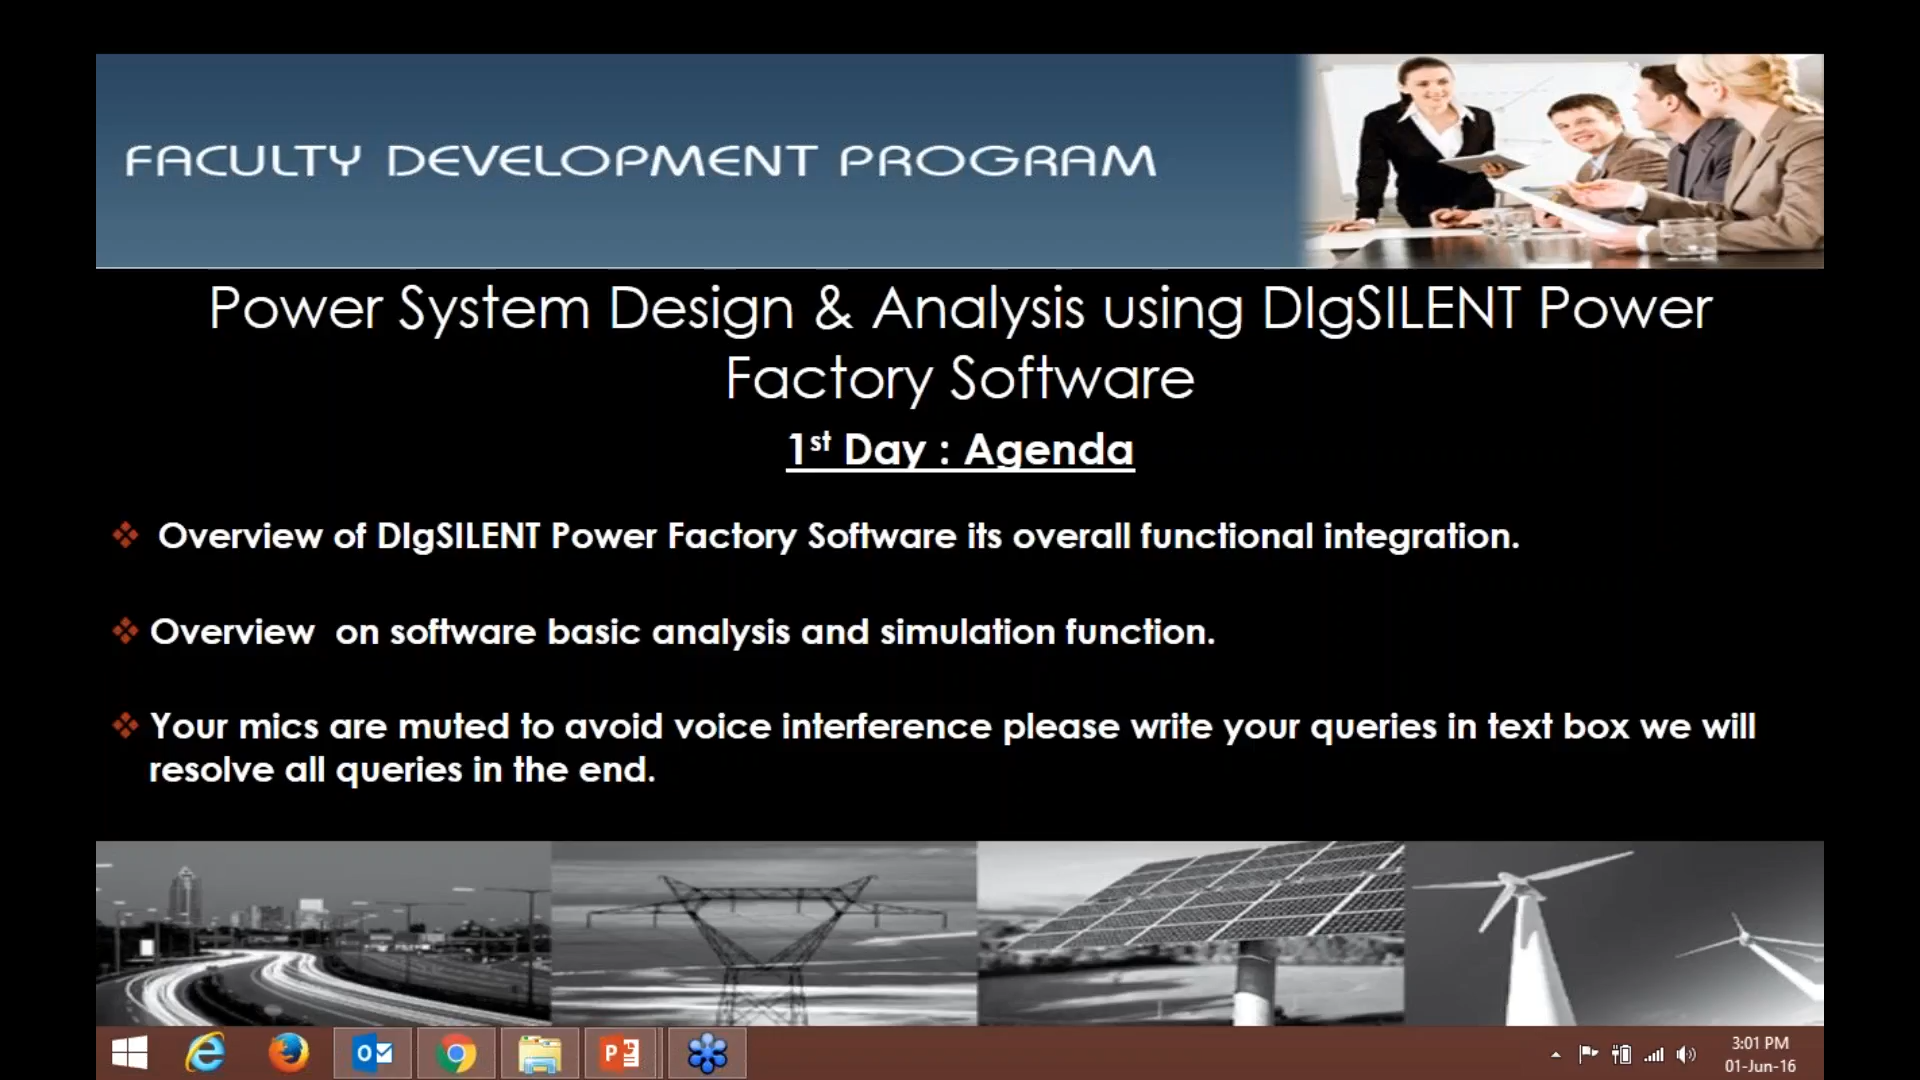 FACULTY DEVELOPMENT PROGRAM
Power System Design & Analysis using DIgSILENT Power
Factory Software
1st Day : Agenda
Overview of DIgSILENT Power Factory Software its overall functional integration.
Overview on software basic analysis and simulation function.
Your mics are muted to avoid voice interference please write your queries in text box we will
resolve all queries in the end.
3:01 PM
01-Jun-16